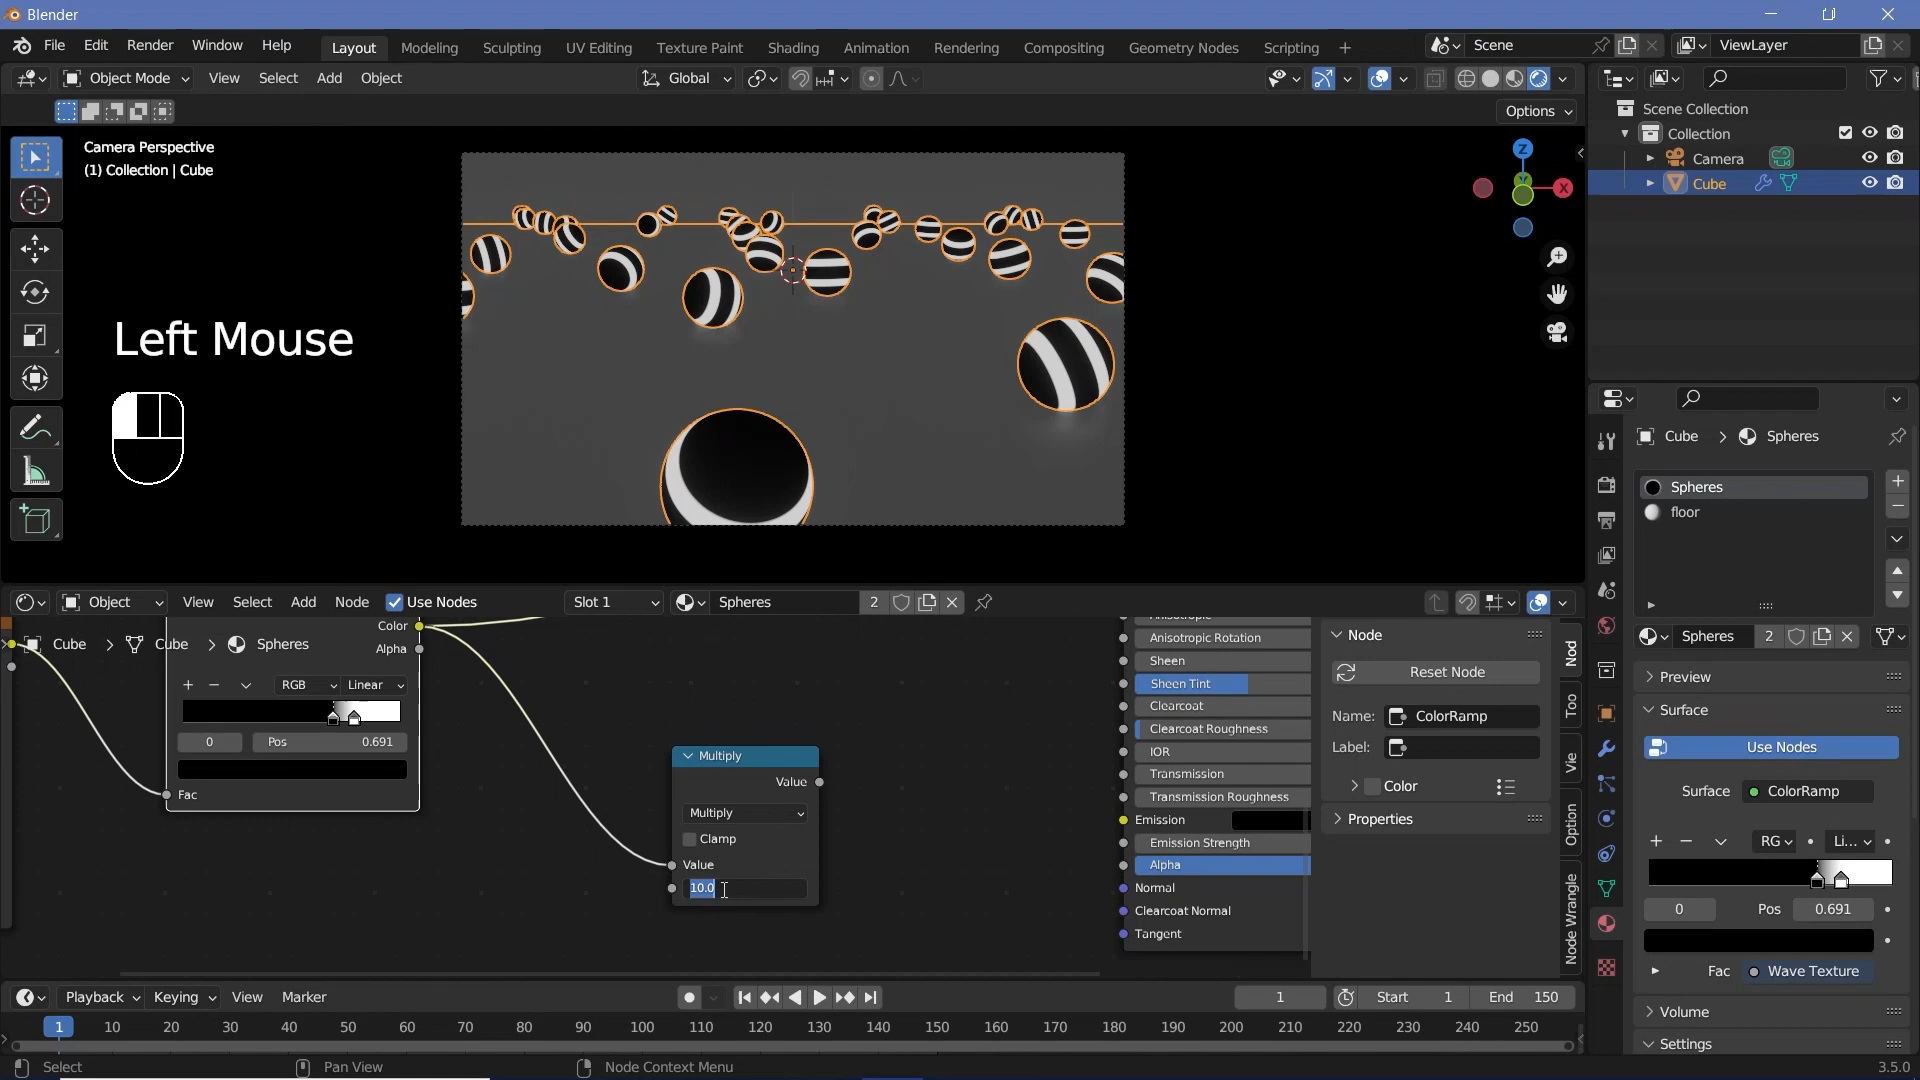 Blender
File Edit Render Window Help
Layout Modeling Sculpting UV Editing Texture Paint Shading Animation Rendering Compositing Geometry Nodes Scripting +
Scene
ViewLayer
Object Mode View Select Add Object
Global
Options
Camera Perspective
(1) Collection | Cube
Left Mouse
Z
X
Scene Collection
Collection
Camera
Cube
Cube > Spheres
Spheres
floor
Spheres 2
Preview
Surface
Use Nodes
Surface ColorRamp
RG Li...
0 Pos 0.691
Fac Wave Texture
Volume
Settings
Object View Select Add Node Use Nodes Slot 1 Spheres 2
Cube > Cube > Spheres
Color
Alpha
RGB Linear
0 Pos 0.691
Fac
Multiply
Value
Multiply
Clamp
Value
10.0
Anisotropic Rotation
Sheen
Sheen Tint
Clearcoat
Clearcoat Roughness
IOR
Transmission
Transmission Roughness
Emission
Emission Strength
Alpha
Normal
Clearcoat Normal
Tangent
Node
Reset Node
Name: ColorRamp
Label:
Color
Properties
Nod
Too
Vie
Option
Node Wrangle
Playback Keying View Marker
1 Start 1 End 150
1 10 20 30 40 50 60 70 80 90 100 110 120 130 140 150 160 170 180 190 200 210 220 230 240 250
Select Pan View Node Context Menu 3.5.0